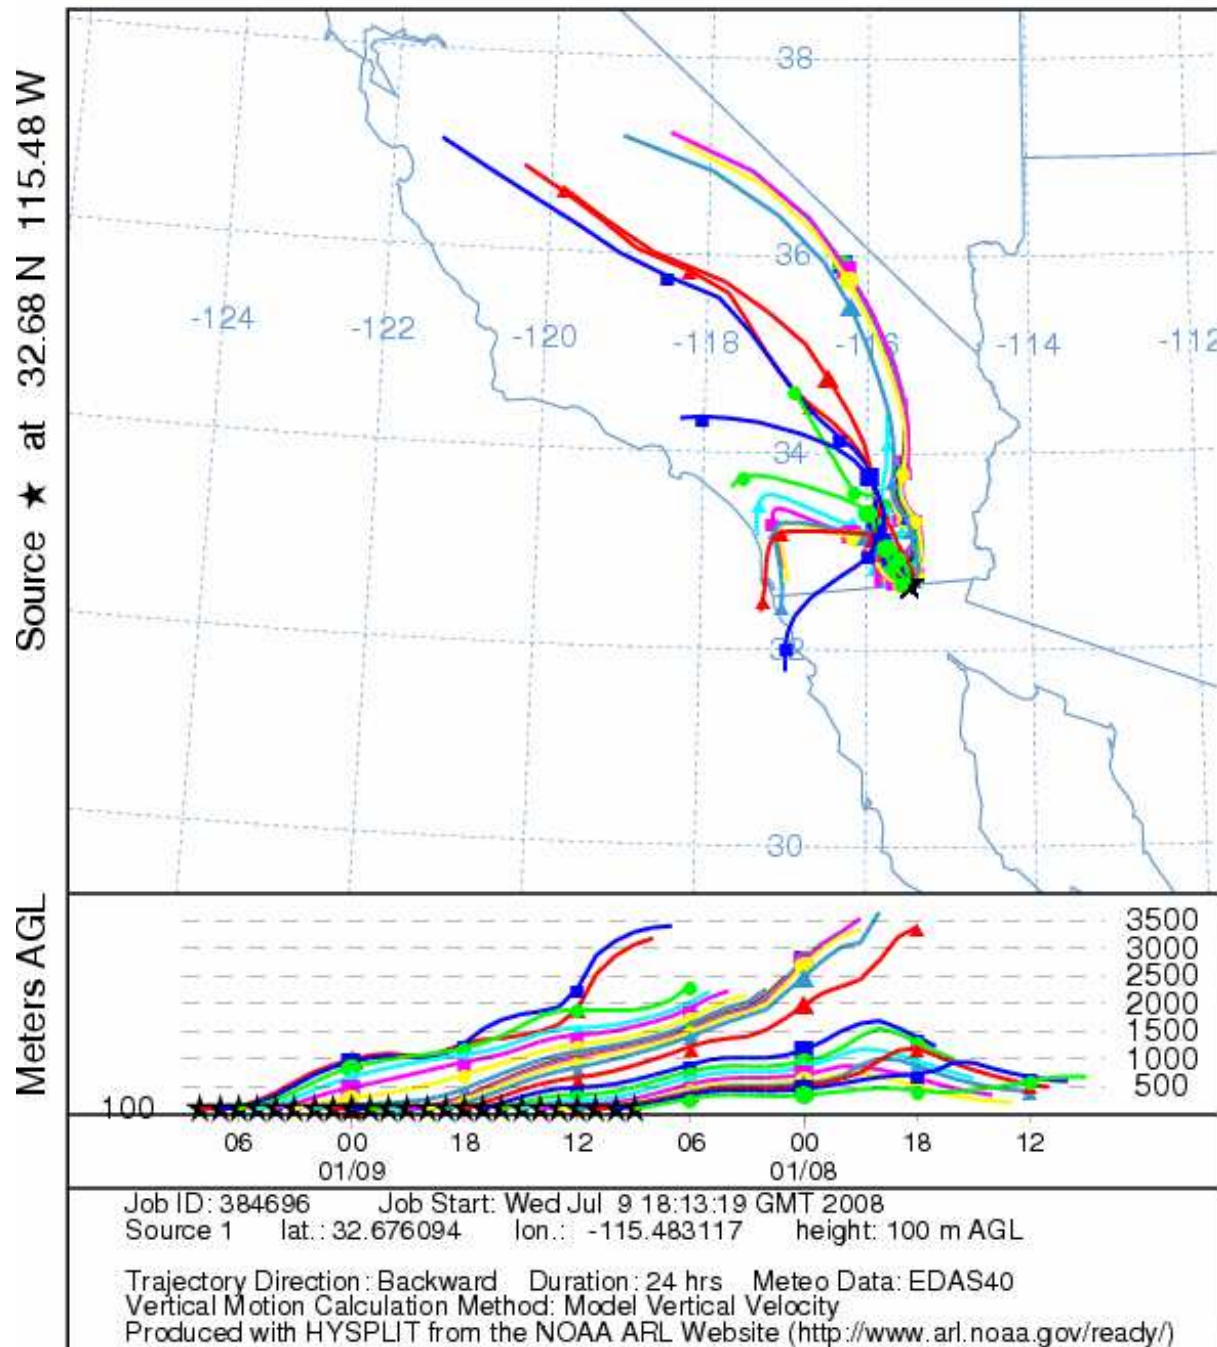 Source ★ at 32.68 N 115.48 W
38
36
-124
-122
-120
-118
-116
-114
-112
34
32
30
Meters AGL
3500
3000
2500
2000
1500
1000
500
100
06 00 18 12 06 00 18 12
01/09 01/08
Job ID: 384696 Job Start: Wed Jul 9 18:13:19 GMT 2008
Source 1 lat.: 32.676094 lon.: -115.483117 height: 100 m AGL
Trajectory Direction: Backward Duration: 24 hrs Meteo Data: EDAS40
Vertical Motion Calculation Method: Model Vertical Velocity
Produced with HYSPLIT from the NOAA ARL Website (http://www.arl.noaa.gov/ready/)